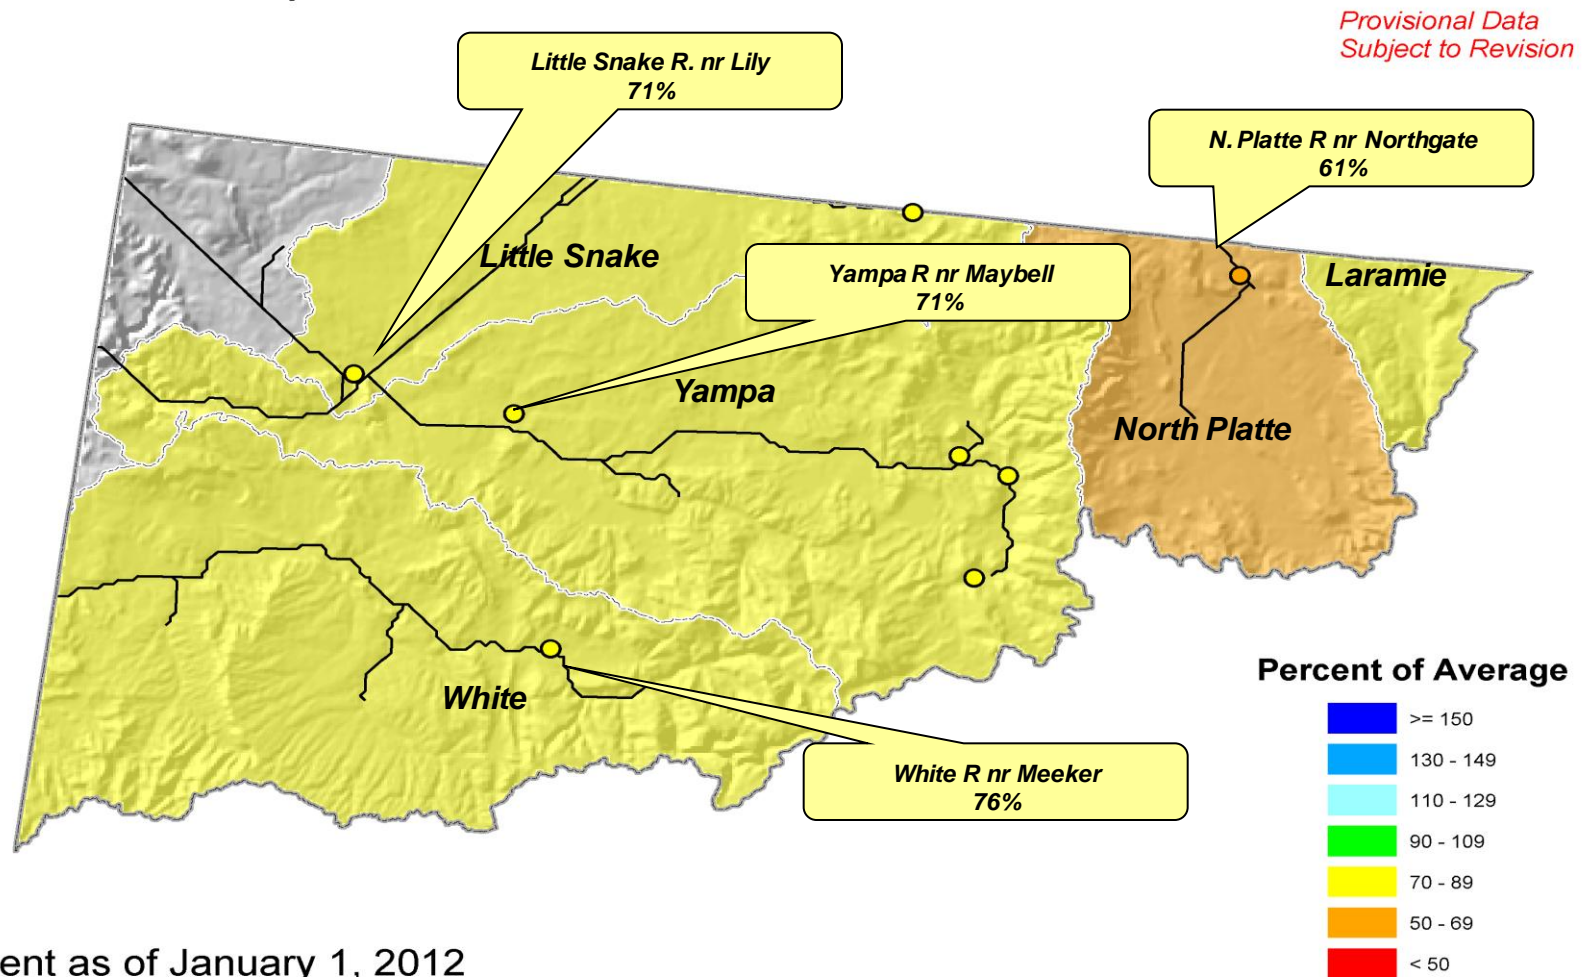 Provisional Data
Subject to Revision
Little Snake R. nr Lily
71%
N. Platte R nr Northgate
61%
Little Snake
Yampa R nr Maybell
71%
Laramie
Yampa
North Platte
White
White R nr Meeker
76%
Percent of Average
>= 150
130 - 149
110 - 129
90 - 109
70 - 89
50 - 69
< 50
ent as of January 1, 2012